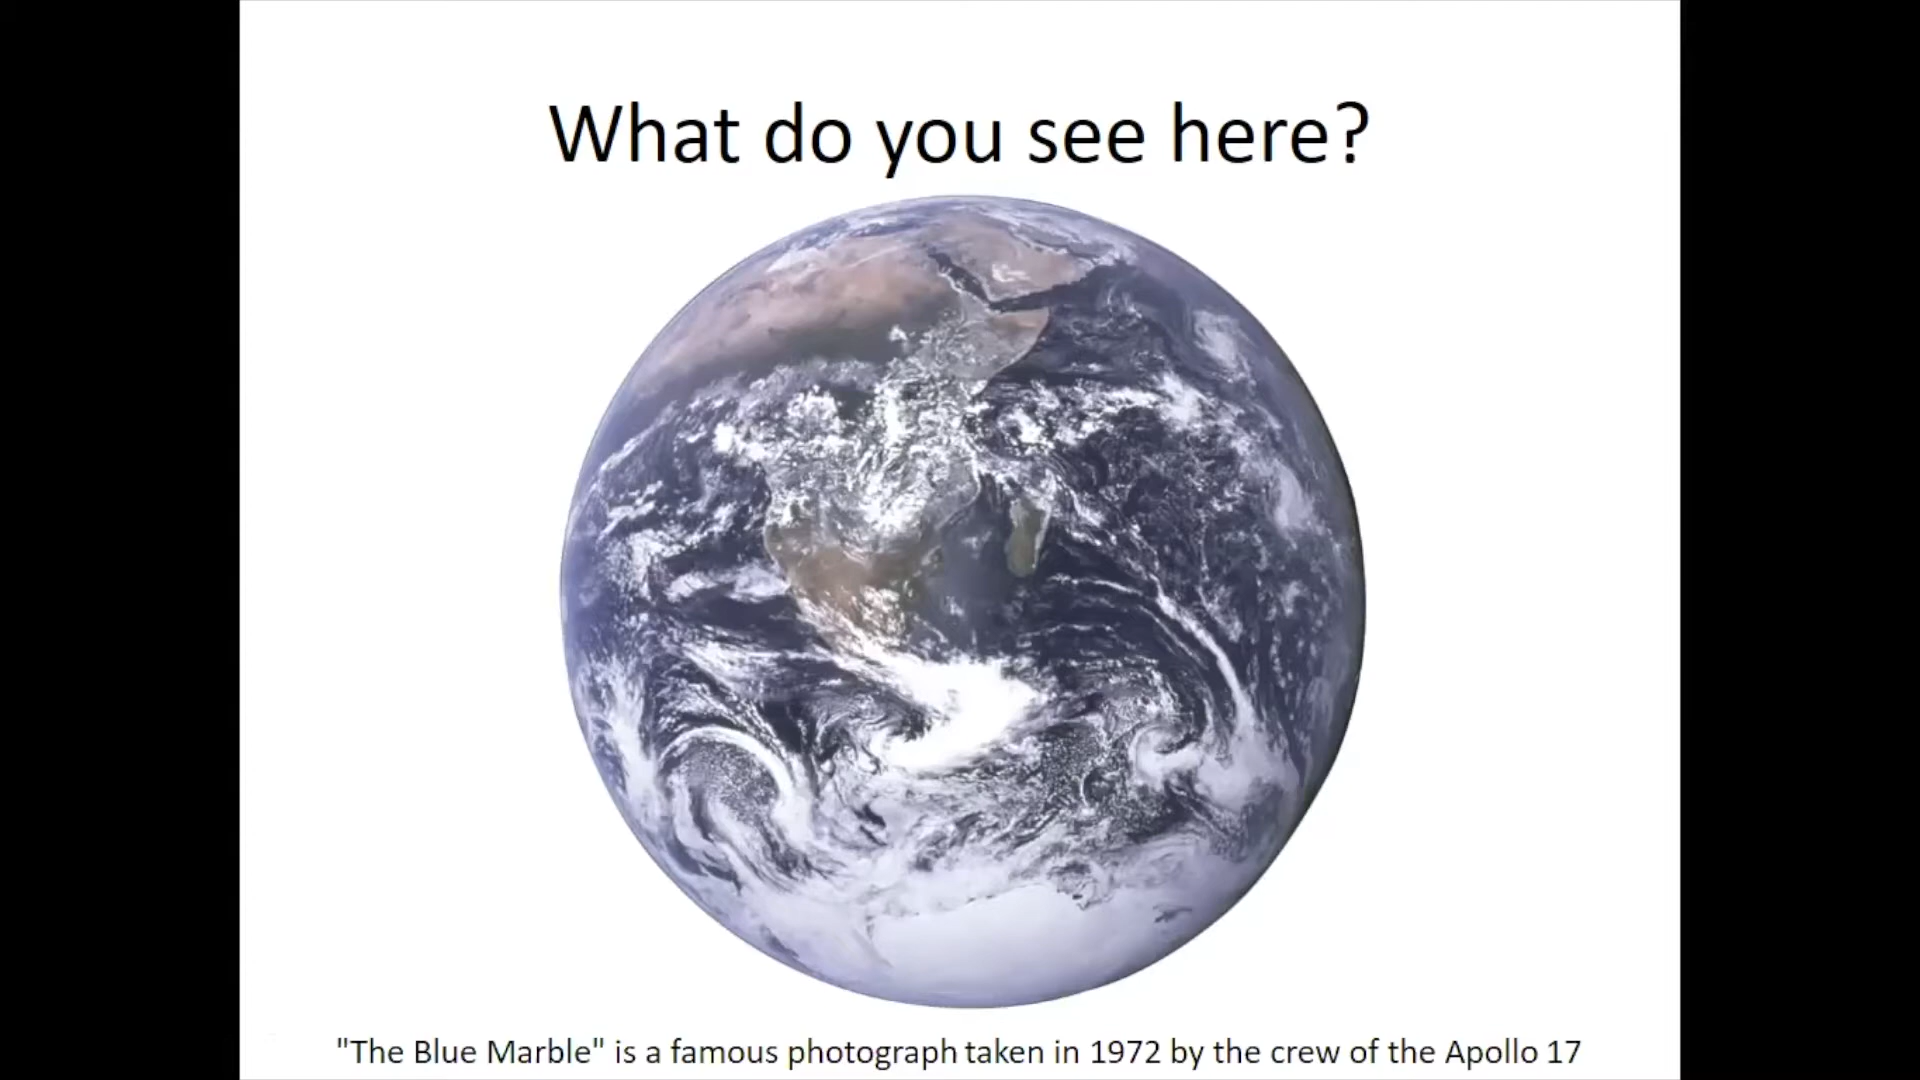 What do you see here?
"The Blue Marble" is a famous photograph taken in 1972 by the crew of the Apollo 17